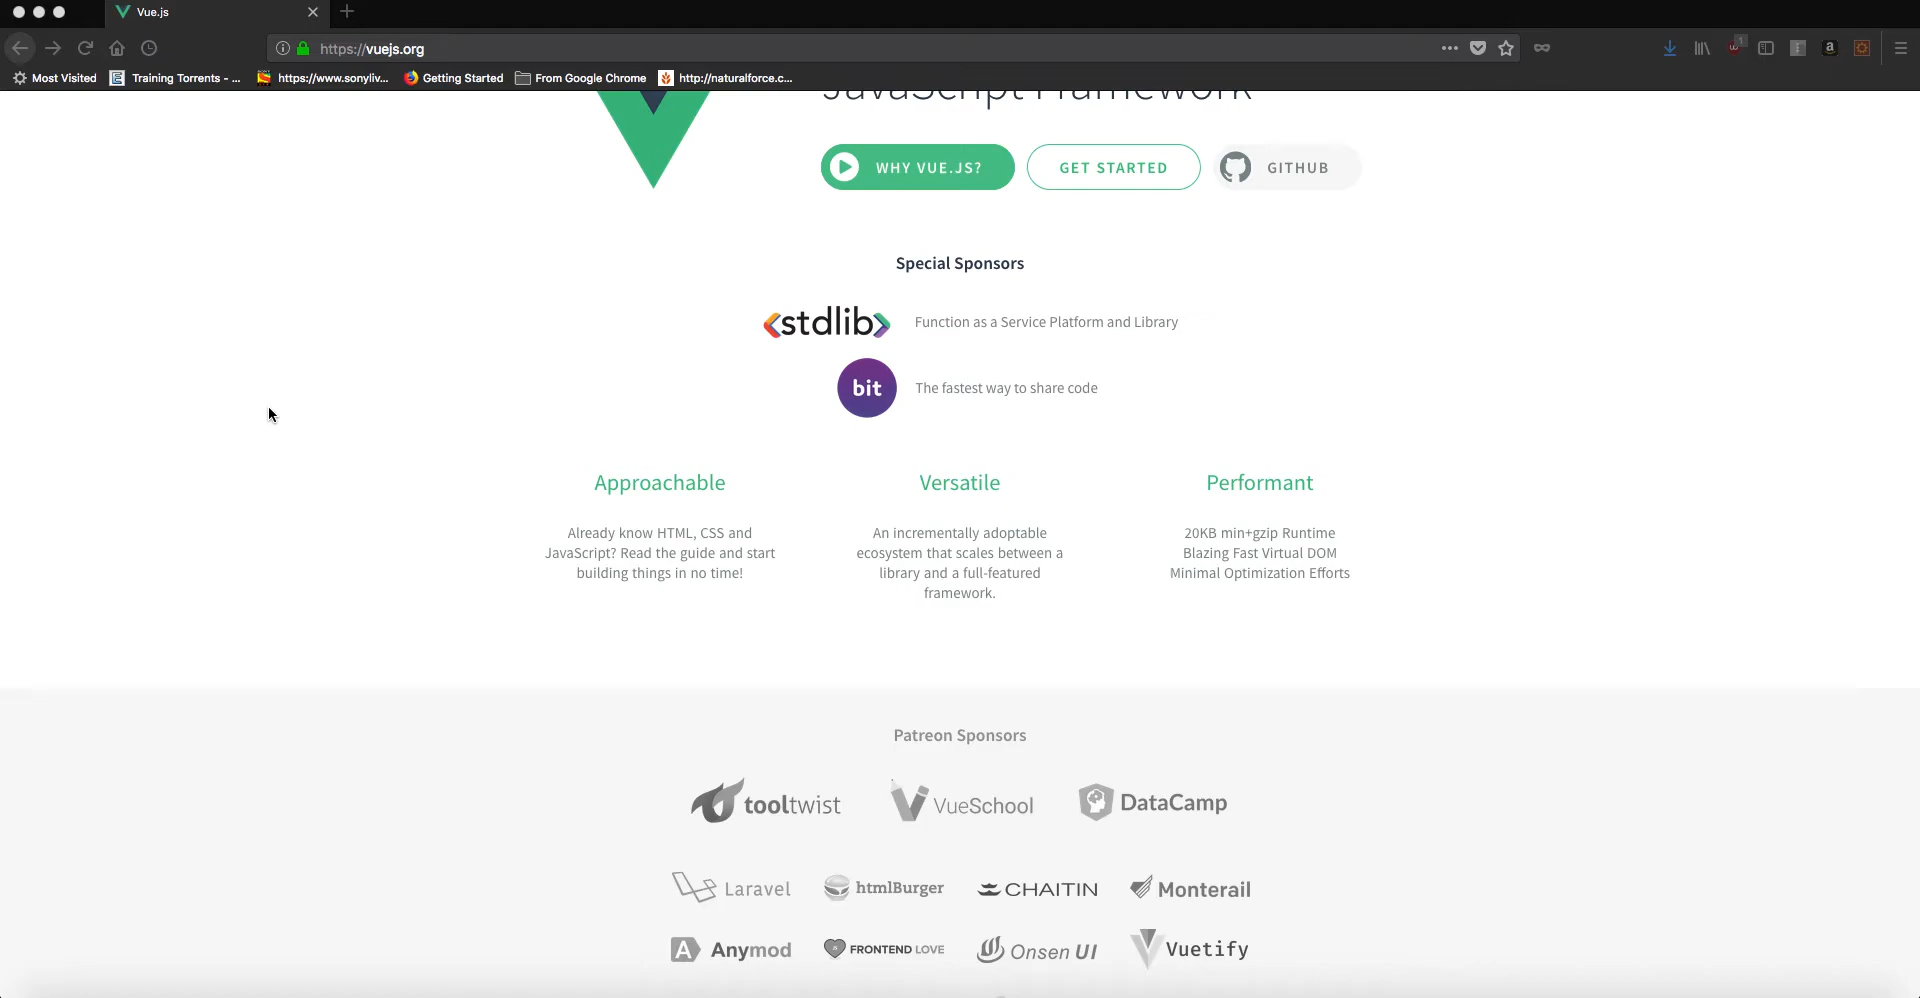 Vue.js
https://vuejs.org
Most Visited
Training Torrents - ...
https://www.sonyliv...
Getting Started
From Google Chrome
http://naturalforce.c...
JavaScript Framework
WHY VUE.JS?
GET STARTED
GITHUB
Special Sponsors
<stdlib>
Function as a Service Platform and Library
bit
The fastest way to share code
Approachable
Already know HTML, CSS and
JavaScript? Read the guide and start
building things in no time!
Versatile
An incrementally adoptable
ecosystem that scales between a
library and a full-featured
framework.
Performant
20KB min+gzip Runtime
Blazing Fast Virtual DOM
Minimal Optimization Efforts
Patreon Sponsors
tooltwist
VueSchool
DataCamp
Laravel
htmlBurger
CHAITIN
Monterail
Anymod
FRONTEND LOVE
Onsen UI
Vuetify